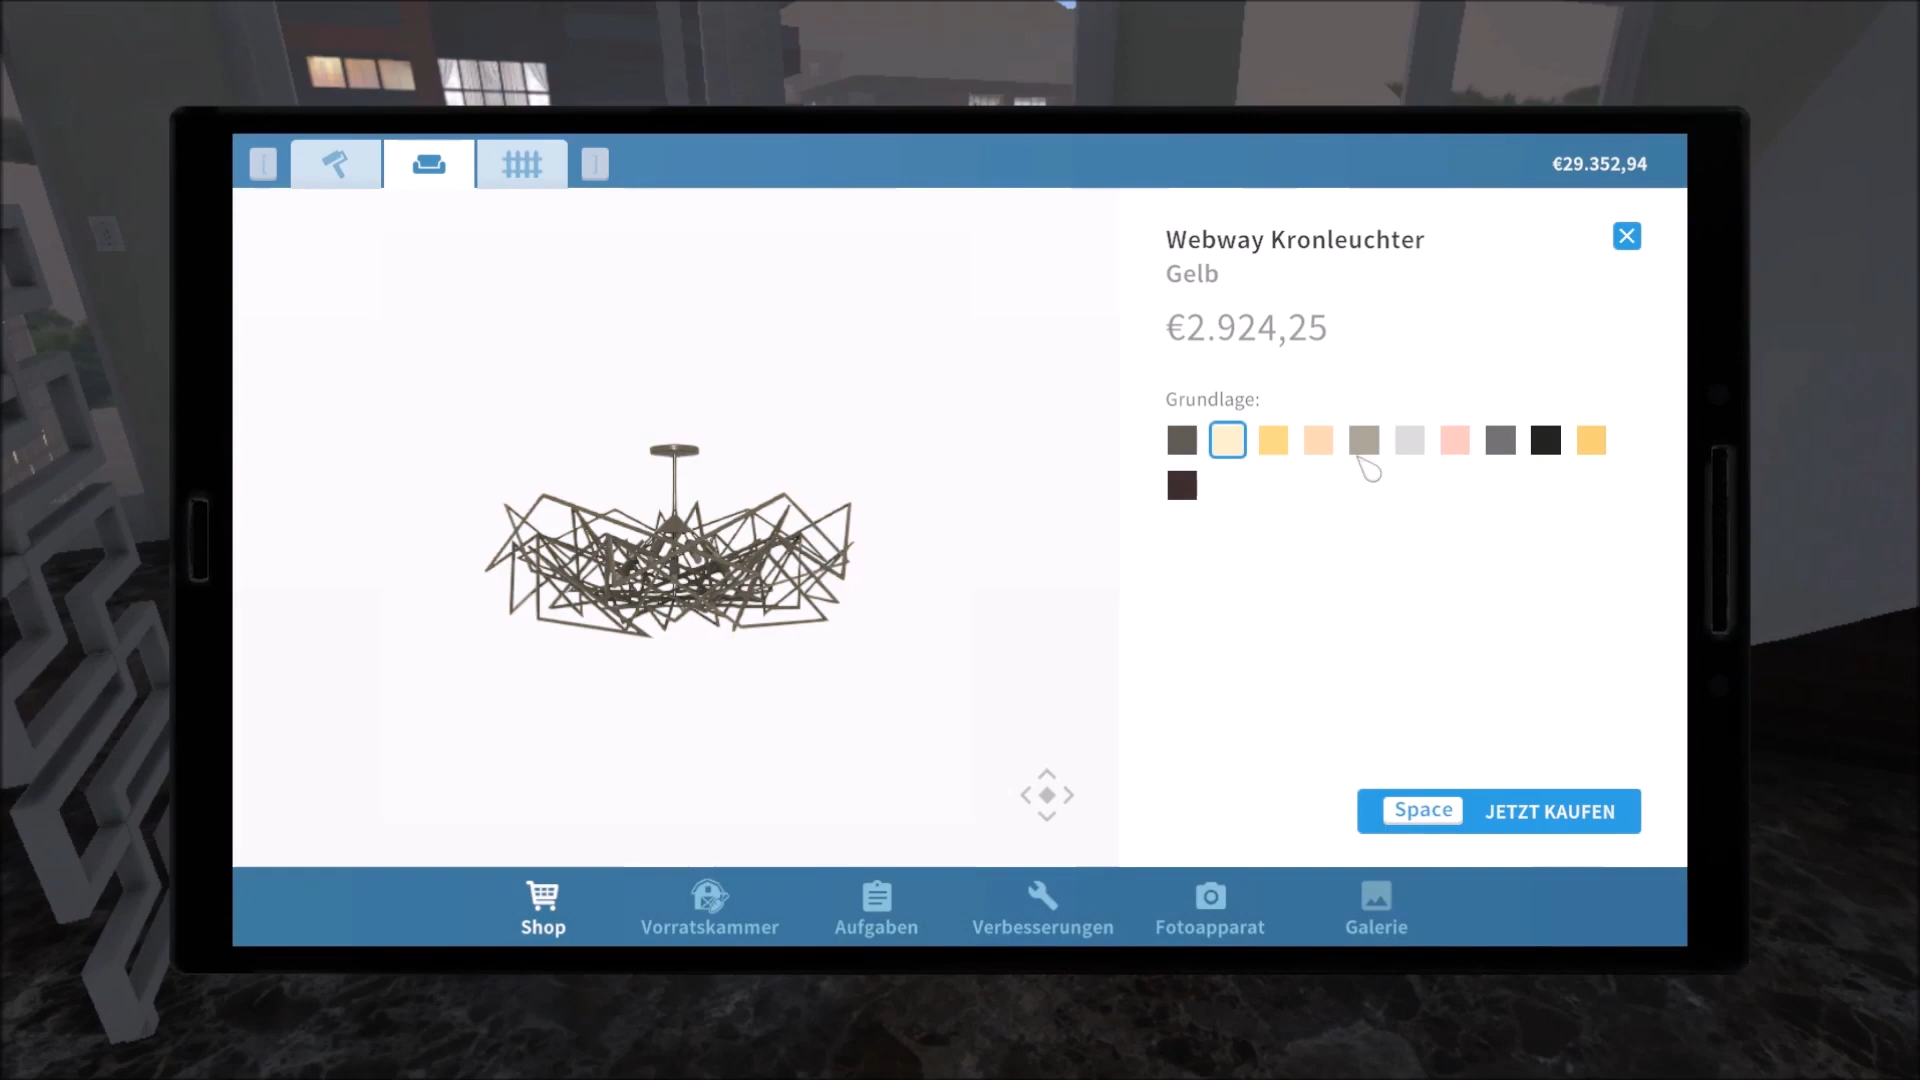 [
]
€29.352,94
Webway Kronleuchter
Gelb
€2.924,25
Grundlage:
Space JETZT KAUFEN
Shop
Vorratskammer
Aufgaben
Verbesserungen
Fotoapparat
Galerie